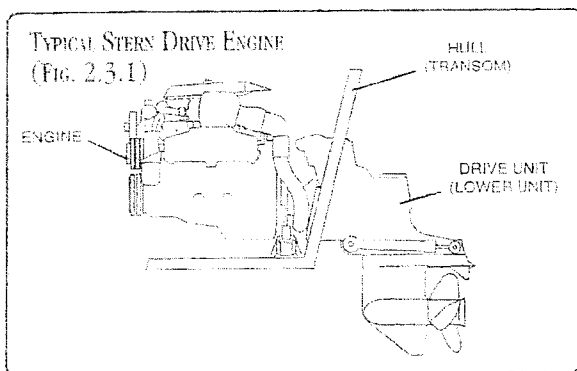 TYPICAL STERN DRIVE ENGINE
(FIG. 2.3.1)
HULL
(TRANSOM)
ENGINE
DRIVE UNIT
(LOWER UNIT)